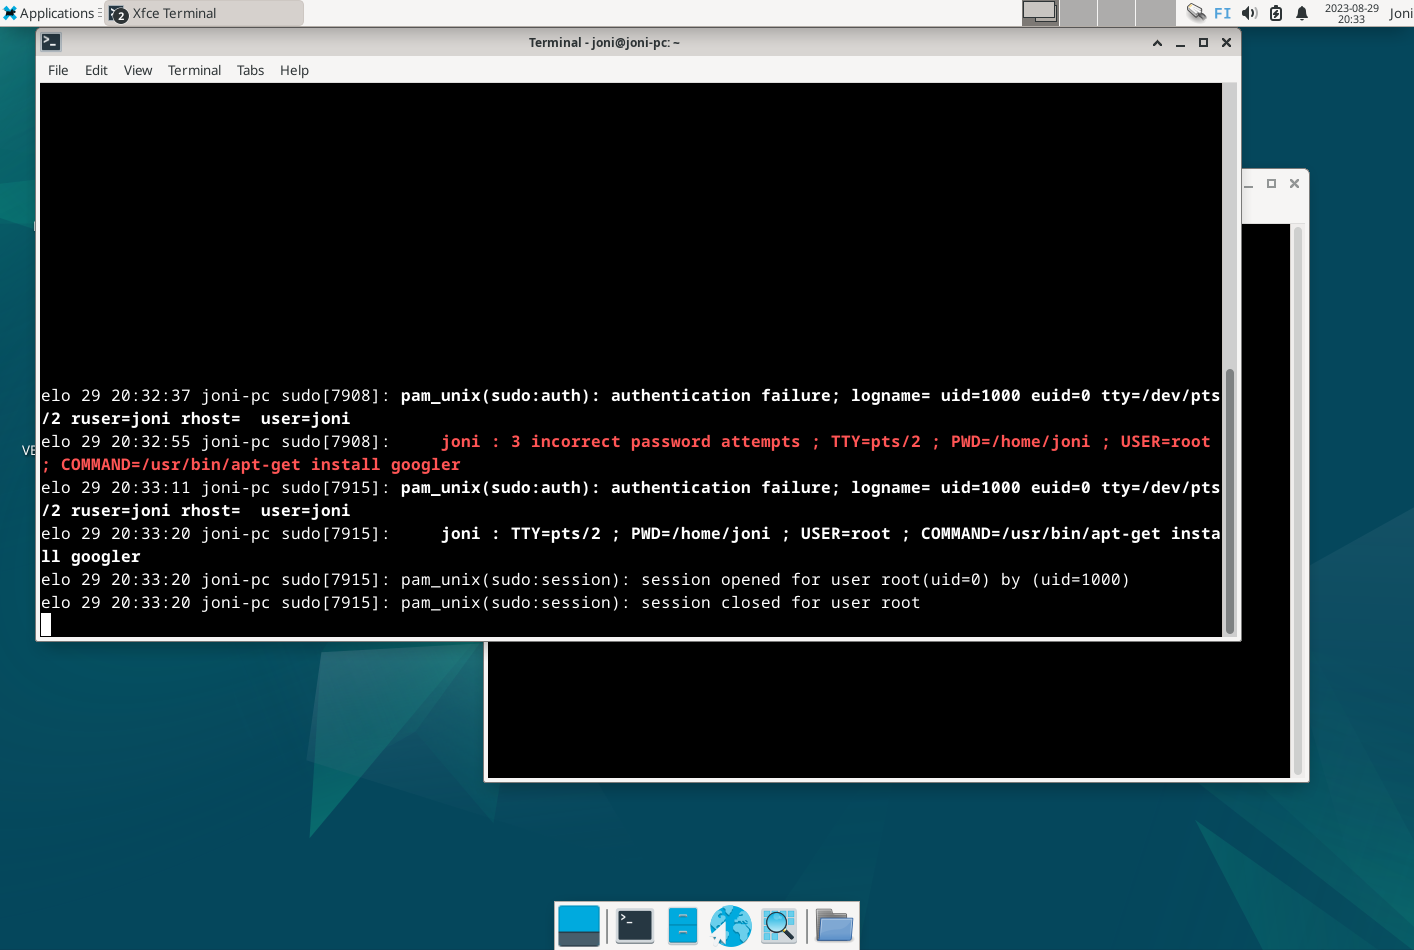 Applications
2
Xfce Terminal
FI
2023-08-29
20:33
Joni
Terminal - joni@joni-pc: ~
File Edit View Terminal Tabs Help
elo 29 20:32:37 joni-pc sudo[7908]: pam_unix(sudo:auth): authentication failure; logname= uid=1000 euid=0 tty=/dev/pts
/2 ruser=joni rhost=  user=joni
elo 29 20:32:55 joni-pc sudo[7908]:     joni : 3 incorrect password attempts ; TTY=pts/2 ; PWD=/home/joni ; USER=root
; COMMAND=/usr/bin/apt-get install googler
elo 29 20:33:11 joni-pc sudo[7915]: pam_unix(sudo:auth): authentication failure; logname= uid=1000 euid=0 tty=/dev/pts
/2 ruser=joni rhost=  user=joni
elo 29 20:33:20 joni-pc sudo[7915]:     joni : TTY=pts/2 ; PWD=/home/joni ; USER=root ; COMMAND=/usr/bin/apt-get insta
ll googler
elo 29 20:33:20 joni-pc sudo[7915]: pam_unix(sudo:session): session opened for user root(uid=0) by (uid=1000)
elo 29 20:33:20 joni-pc sudo[7915]: pam_unix(sudo:session): session closed for user root